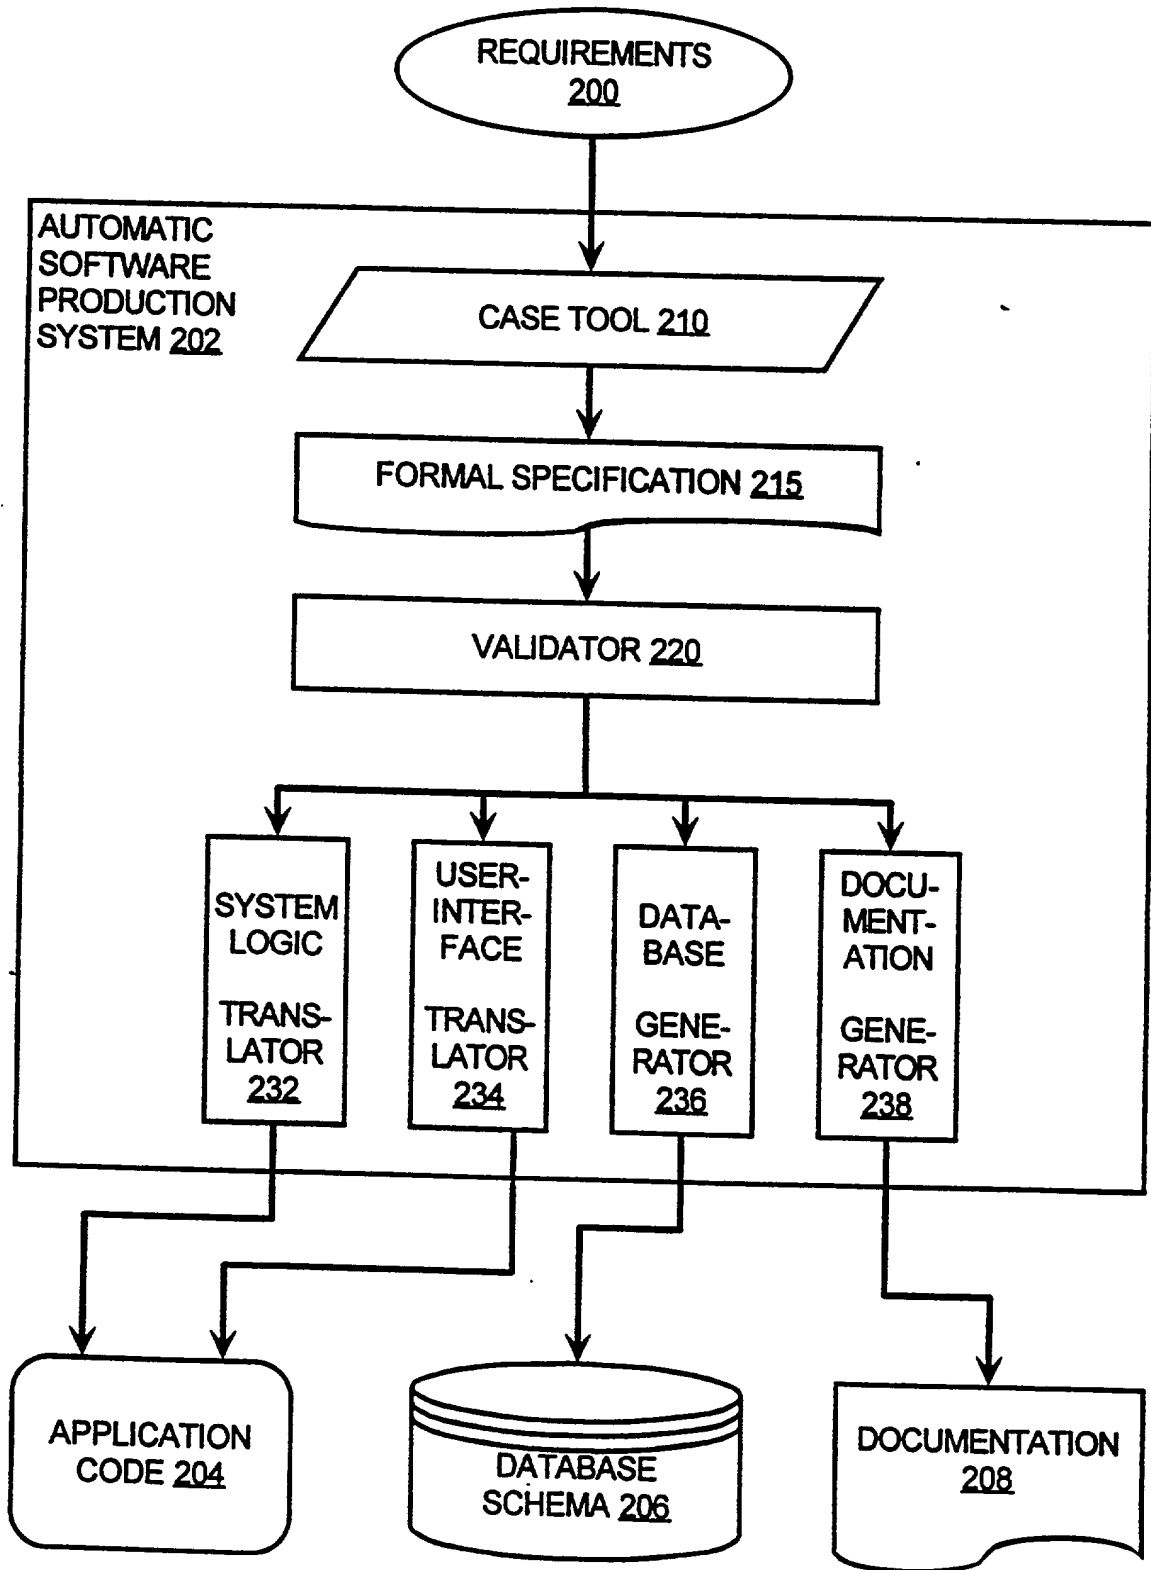 REQUIREMENTS
200
AUTOMATIC
SOFTWARE
PRODUCTION
SYSTEM 202
CASE TOOL 210
FORMAL SPECIFICATION 215
VALIDATOR 220
SYSTEM
LOGIC
TRANS-
LATOR
232
USER-
INTER-
FACE
TRANS-
LATOR
234
DATA-
BASE
GENE-
RATOR
236
DOCU-
MENT-
ATION
GENE-
RATOR
238
APPLICATION
CODE 204
DATABASE
SCHEMA 206
DOCUMENTATION
208